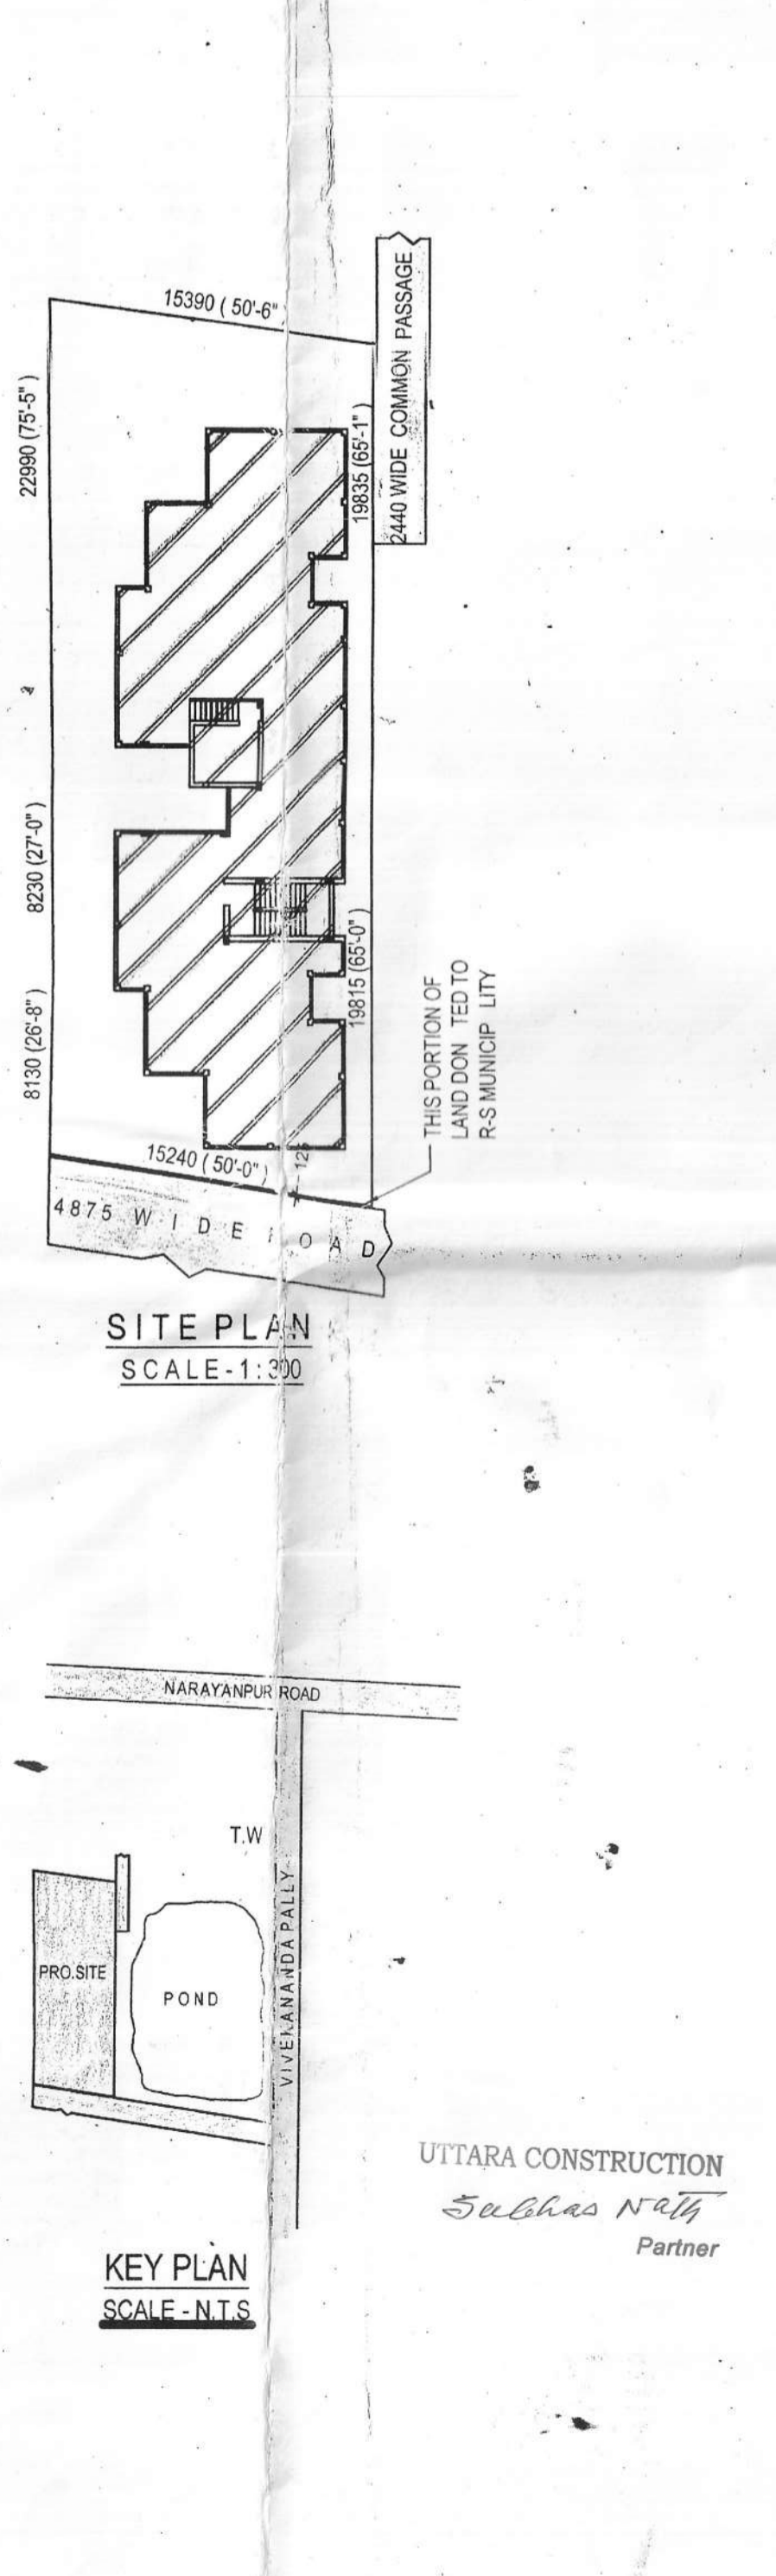 15390 ( 50'-6"
22990 (75'-5" )
19835 (65'-1" )
2440 WIDE COMMON PASSAGE
8230 (27'-0" )
8130 (26'-8" )
19815 (65'-0" )
THIS PORTION OF
LAND DON TED TO
R-S MUNICIP LITY
15240 ( 50'-0" )
4875 WIDE OAD
SITE PLAN
SCALE-1:300
NARAYANPUR ROAD
T.W
VIVEKANANDA PALLY
PRO.SITE
POND
UTTARA CONSTRUCTION
Subhas Nath
Partner
KEY PLAN
SCALE - N.T.S